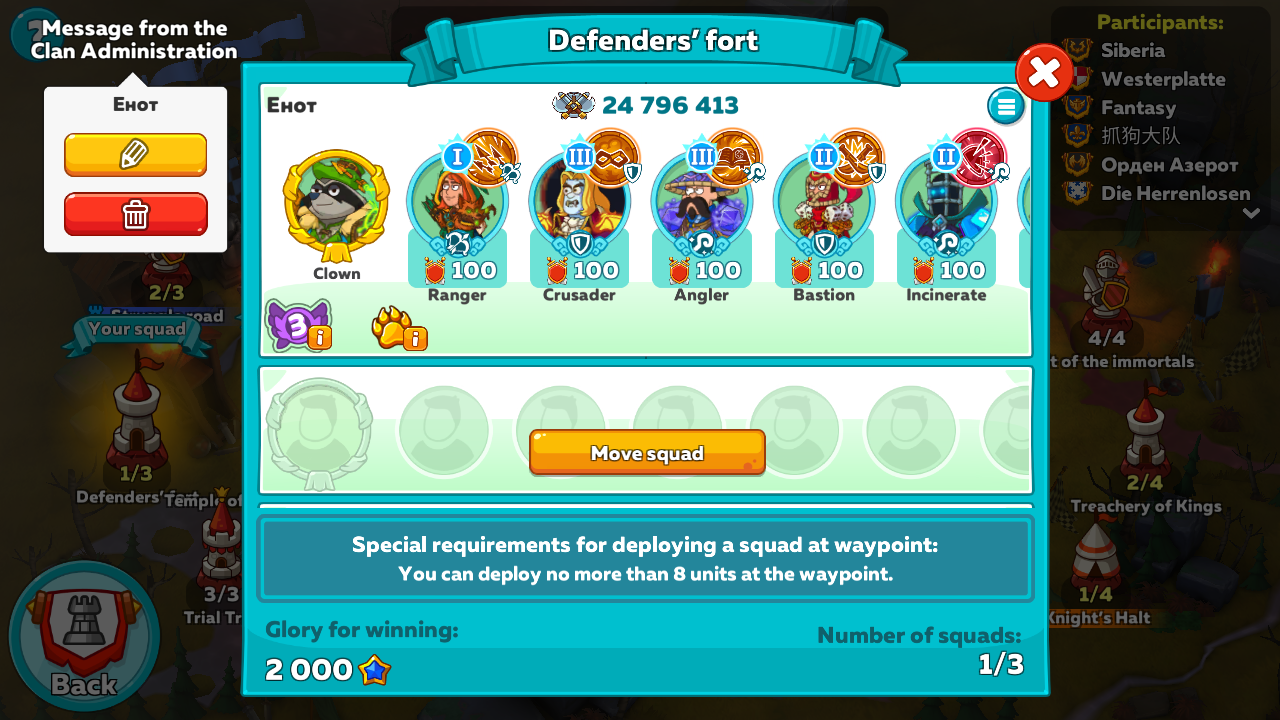 Message from the
Clan Administration
Енот
Defenders' fort
Енот
24 796 413
I
III
III
II
II
Clown
100
100
100
100
100
Ranger
Crusader
Angler
Bastion
Incinerate
3
i
i
Move squad
Special requirements for deploying a squad at waypoint:
You can deploy no more than 8 units at the waypoint.
Glory for winning:
2 000
Number of squads:
1/3
Participants:
Siberia
Westerplatte
Fantasy
抓狗大队
Орден Азерот
Die Herrenlosen
2/3
Struggle road
Your squad
1/3
Defenders' fort
Temple of
3/3
Trial Tr
Back
4/4
t of the immortals
2/4
Treachery of Kings
1/4
Knight's Halt